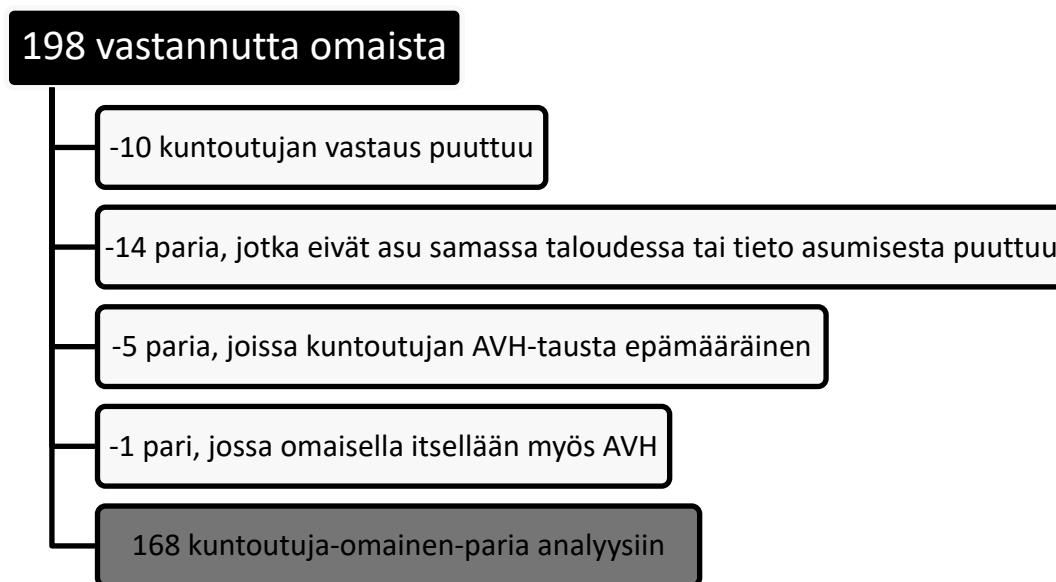 198 vastannutta omaista
-10 kuntoutujan vastaus puuttuu
-14 paria, jotka eivät asu samassa taloudessa tai tieto asumisesta puuttuu
-5 paria, joissa kuntoutujan AVH-tausta epämääräinen
-1 pari, jossa omaisella itsellään myös AVH
168 kuntoutuja-omainen-paria analyysiin